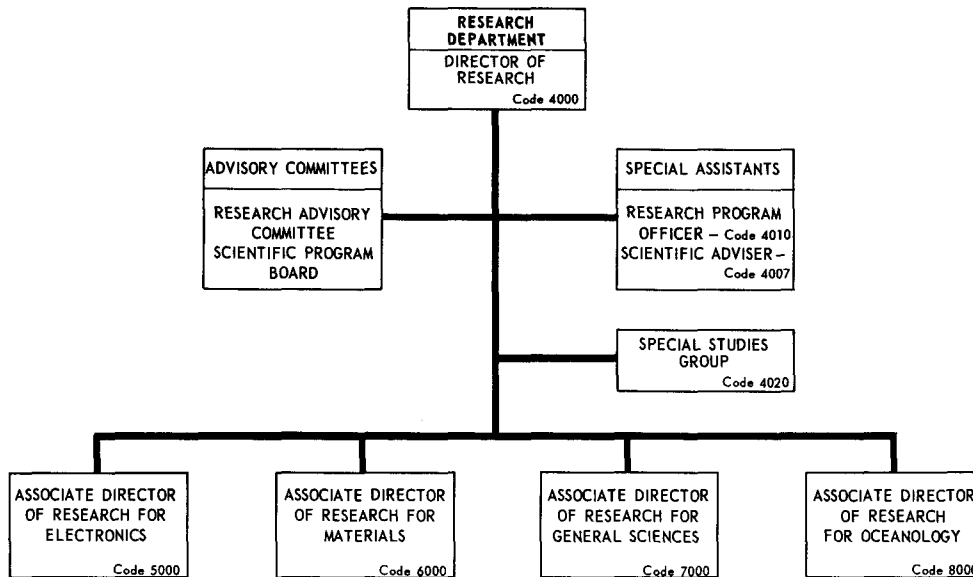 RESEARCH
DEPARTMENT
DIRECTOR OF
RESEARCH
Code 4000
ADVISORY COMMITTEES
RESEARCH ADVISORY
COMMITTEE
SCIENTIFIC PROGRAM
BOARD
SPECIAL ASSISTANTS
RESEARCH PROGRAM
OFFICER – Code 4010
SCIENTIFIC ADVISER –
Code 4007
SPECIAL STUDIES
GROUP
Code 4020
ASSOCIATE DIRECTOR
OF RESEARCH FOR
ELECTRONICS
Code 5000
ASSOCIATE DIRECTOR
OF RESEARCH FOR
MATERIALS
Code 6000
ASSOCIATE DIRECTOR
OF RESEARCH FOR
GENERAL SCIENCES
Code 7000
ASSOCIATE DIRECTOR
OF RESEARCH
FOR OCEANOLOGY
Code 8000